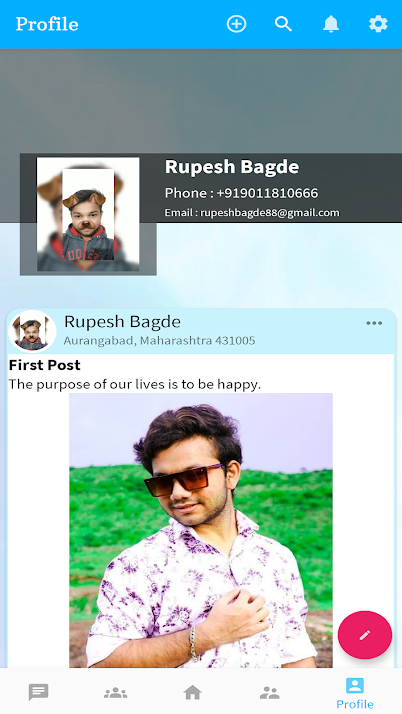 Profile
Rupesh Bagde
Phone : +919011810666
Email : rupeshbagde88@gmail.com
Rupesh Bagde
Aurangabad, Maharashtra 431005
First Post
The purpose of our lives is to be happy.
Profile